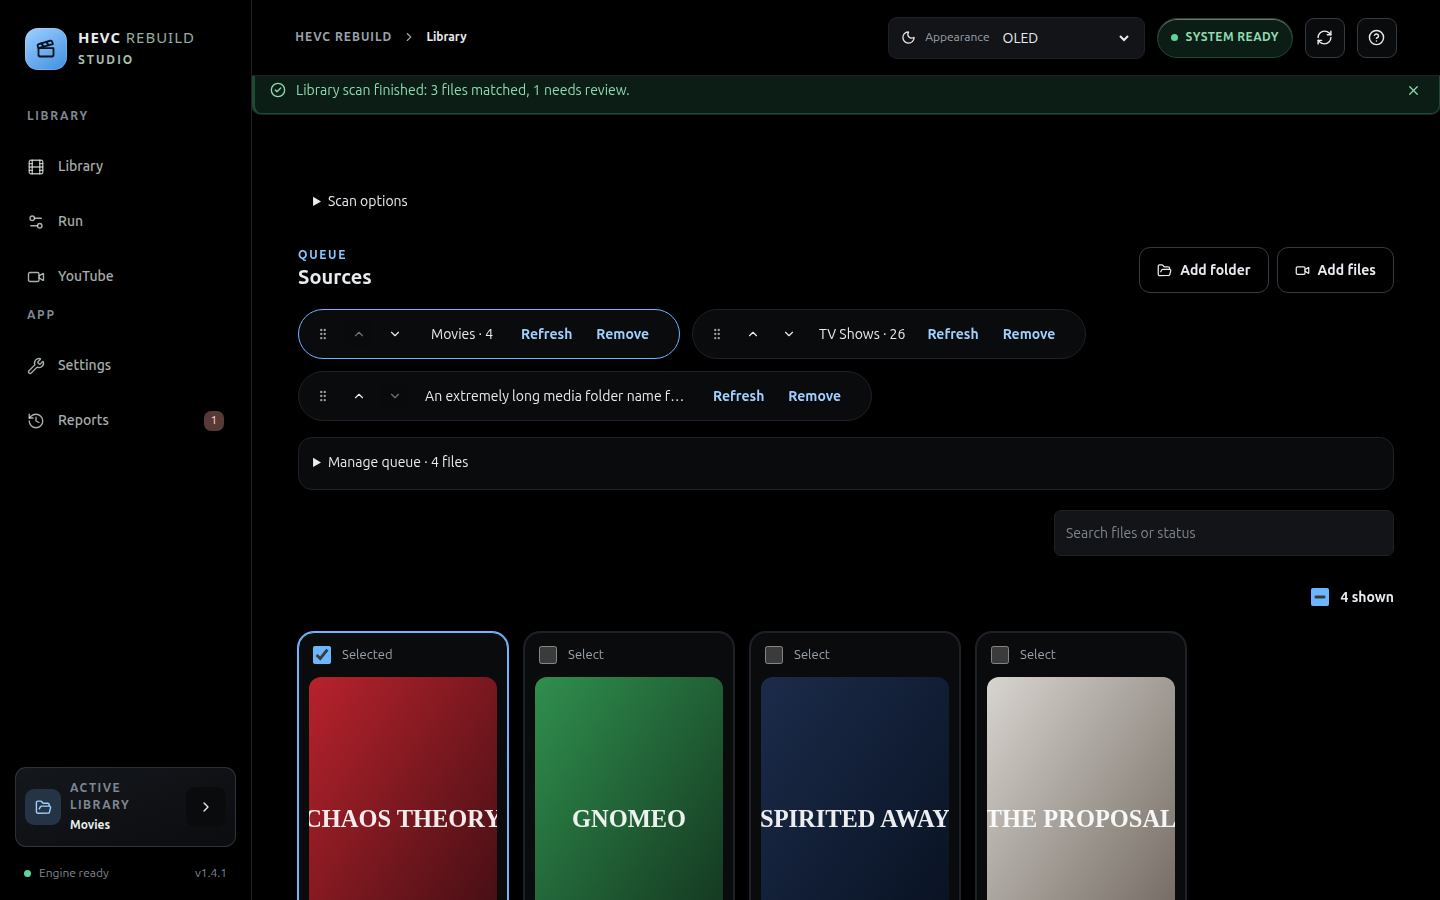 HEVC REBUILD
STUDIO
LIBRARY
Library
Run
YouTube
APP
Settings
Reports
1
ACTIVE
LIBRARY
Movies
Engine ready
v1.4.1
HEVC REBUILD > Library
Appearance OLED
SYSTEM READY
Library scan finished: 3 files matched, 1 needs review.
Scan options
QUEUE
Sources
Add folder
Add files
Movies · 4 Refresh Remove
TV Shows · 26 Refresh Remove
An extremely long media folder name f... Refresh Remove
Manage queue · 4 files
Search files or status
4 shown
Selected
Select
Select
Select
CHAOS THEORY
GNOMEO
SPIRITED AWAY
THE PROPOSAL